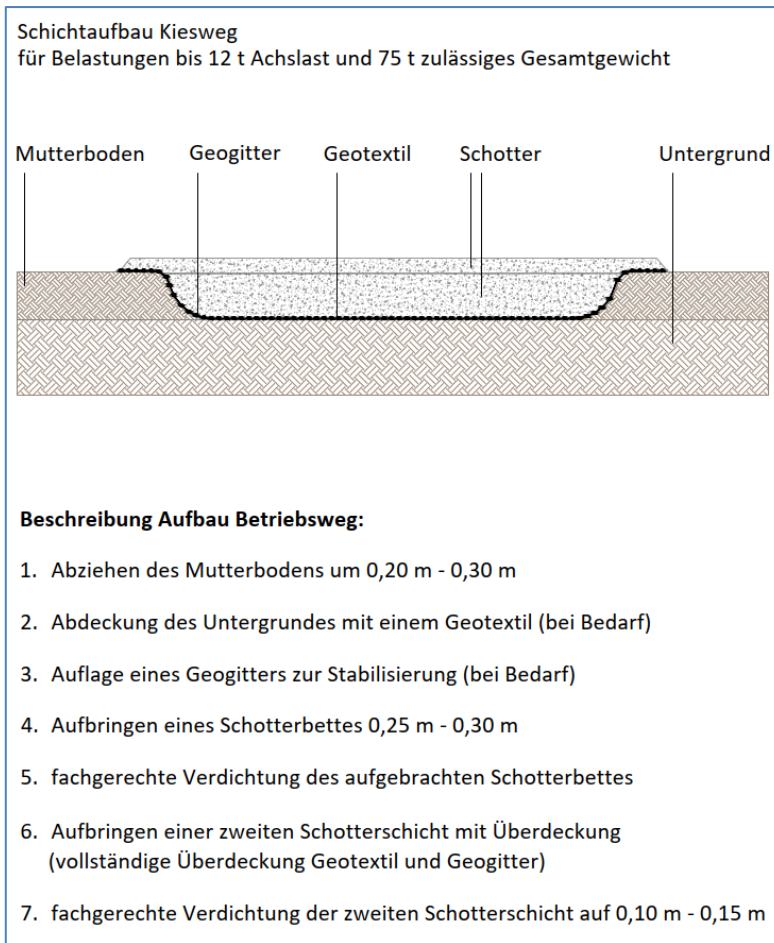 Schichtaufbau Kiesweg
für Belastungen bis 12 t Achslast und 75 t zulässiges Gesamtgewicht
Mutterboden Geogitter Geotextil Schotter Untergrund
Beschreibung Aufbau Betriebsweg:
1. Abziehen des Mutterbodens um 0,20 m - 0,30 m
2. Abdeckung des Untergrundes mit einem Geotextil (bei Bedarf)
3. Auflage eines Geogitters zur Stabilisierung (bei Bedarf)
4. Aufbringen eines Schotterbettes 0,25 m - 0,30 m
5. fachgerechte Verdichtung des aufgebrachten Schotterbettes
6. Aufbringen einer zweiten Schotterschicht mit Überdeckung
(vollständige Überdeckung Geotextil und Geogitter)
7. fachgerechte Verdichtung der zweiten Schotterschicht auf 0,10 m - 0,15 m